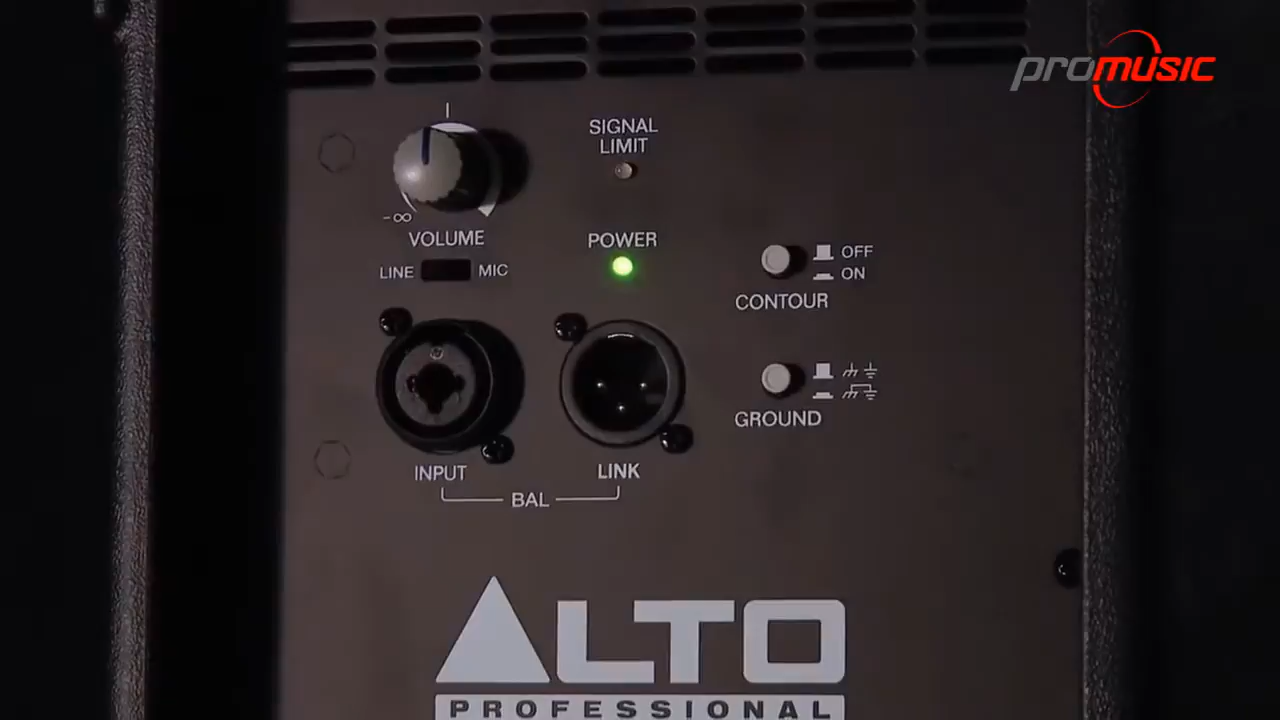 promusic
SIGNAL
LIMIT
-∞
VOLUME
POWER
LINE MIC
OFF
ON
CONTOUR
GROUND
INPUT
LINK
BAL
ALTO
PROFESSIONAL